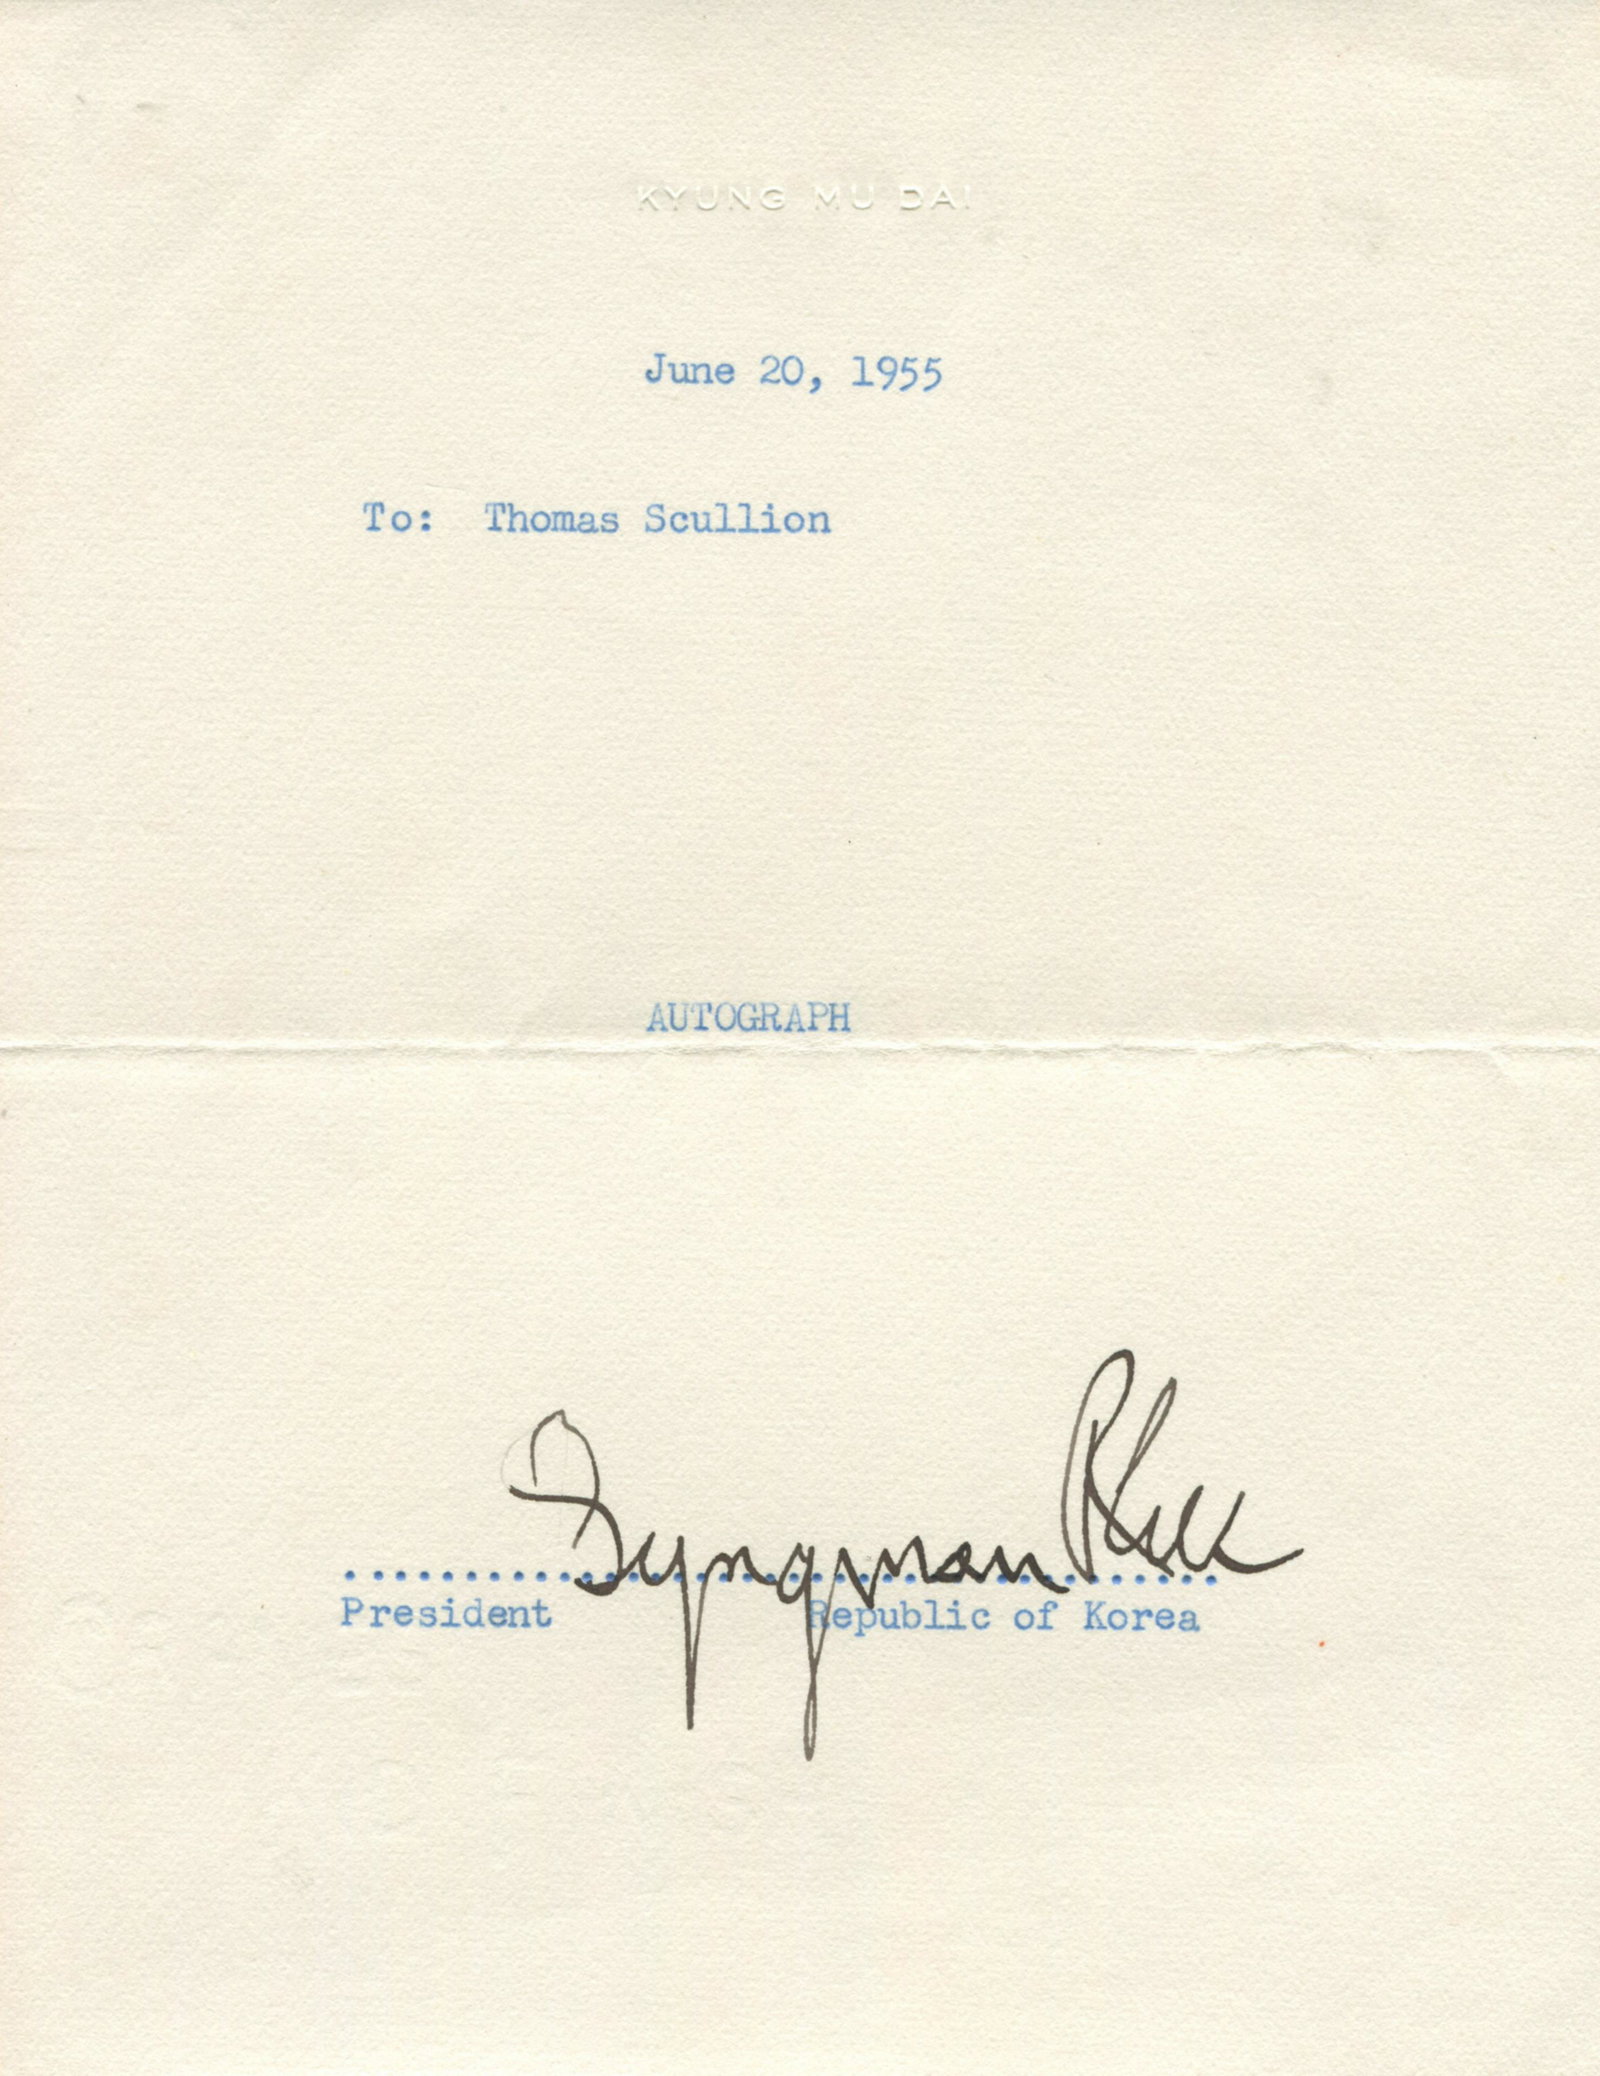 KYUNG MU DAI
June 20, 1955
To: Thomas Scullion
AUTOGRAPH
Syngman Rhee
........................................
President Republic of Korea